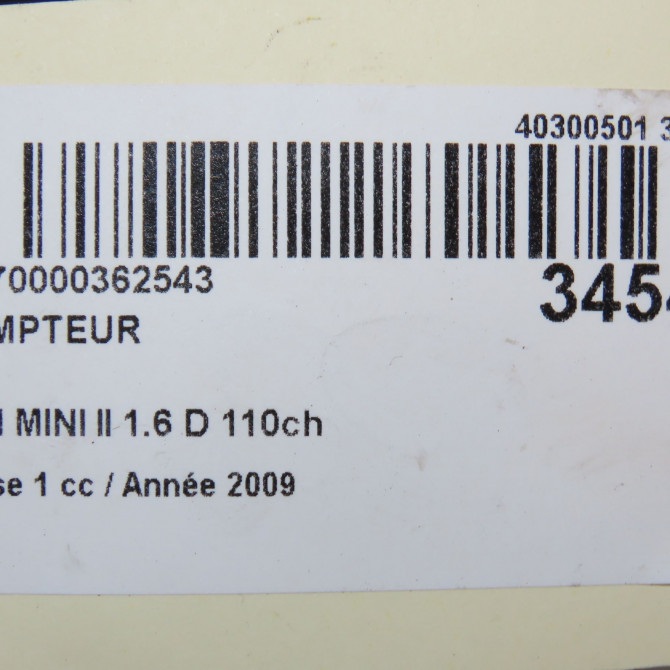 40300501 3
70000362543
345
MPTEUR
MINI II 1.6 D 110ch
se 1 cc / Année 2009